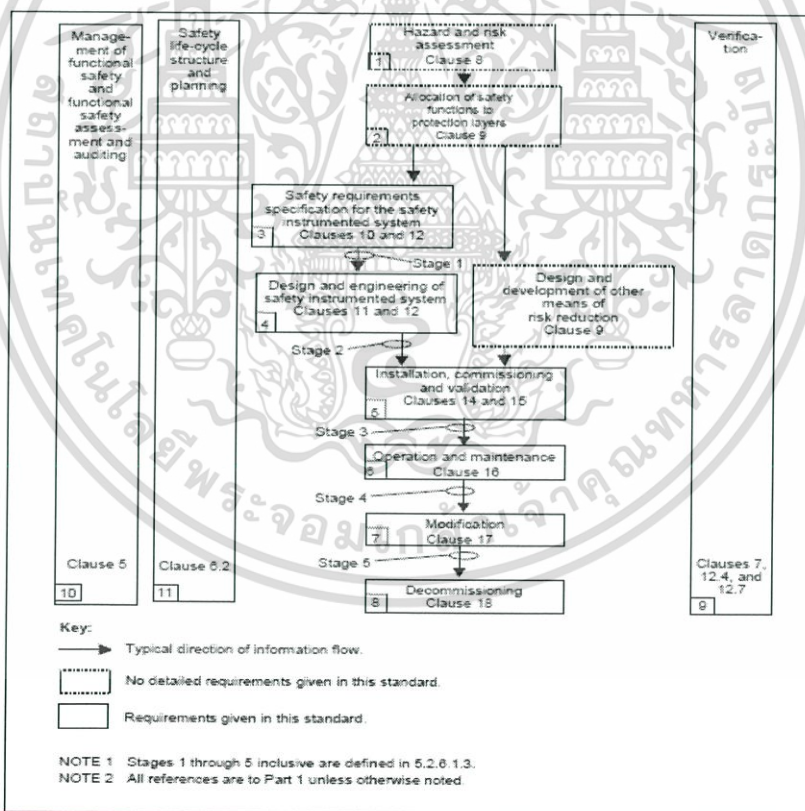 Manage-
ment of
functional
safety
and
functional
safety
assess-
ment and
auditing
Clause 5
10
Safety
life-cycle
structure
and
planning
Clause 6.2
11
Hazard and risk
assessment
Clause 8
1
Allocation of safety
functions to
protection layers
Clause 9
2
Safety requirements
specification for the safety
instrumented system
Clauses 10 and 12
3
Stage 1
Design and engineering of
safety instrumented system
Clauses 11 and 12
4
Design and
development of other
means of
risk reduction
Clause 9
Stage 2
Installation, commissioning
and validation
Clauses 14 and 15
5
Stage 3
Operation and maintenance
Clause 16
6
Stage 4
Modification
Clause 17
7
Stage 5
Decommissioning
Clause 18
8
Verifica-
tion
Clauses 7,
12.4, and
12.7
9
Key:
Typical direction of information flow.
No detailed requirements given in this standard.
Requirements given in this standard.
NOTE 1 Stages 1 through 5 inclusive are defined in 5.2.6.1.3.
NOTE 2 All references are to Part 1 unless otherwise noted.